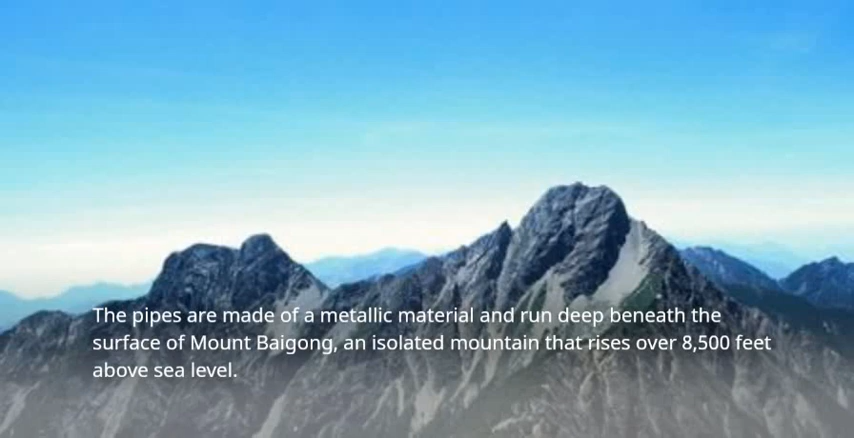 The pipes are made of a metallic material and run deep beneath the
surface of Mount Baigong, an isolated mountain that rises over 8,500 feet
above sea level.